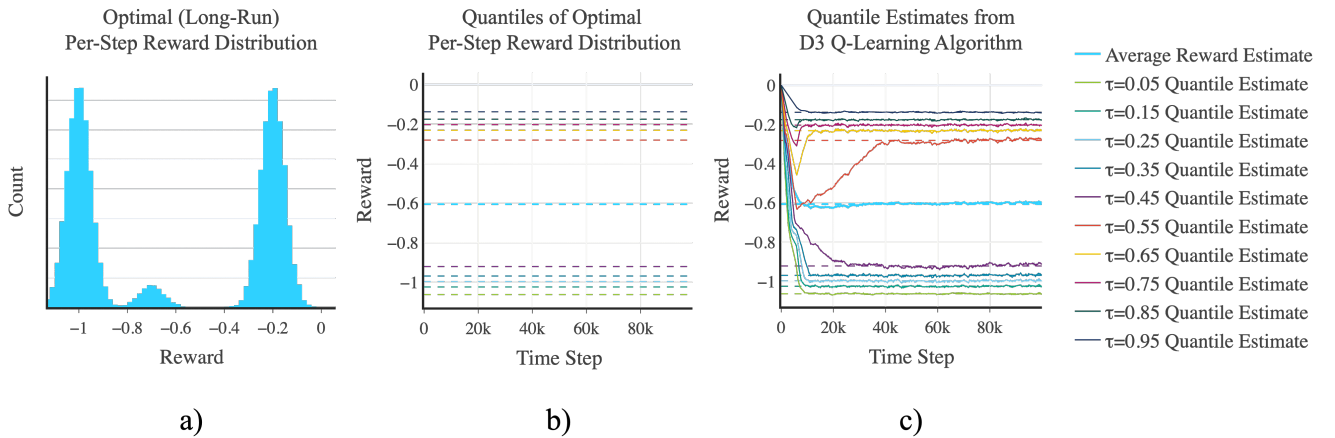 Optimal (Long-Run)
Per-Step Reward Distribution
Count
−1
−0.8
−0.6
−0.4
−0.2
0
Reward
a)
Quantiles of Optimal
Per-Step Reward Distribution
Reward
0
−0.2
−0.4
−0.6
−0.8
−1
0
20k
40k
60k
80k
Time Step
b)
Quantile Estimates from
D3 Q-Learning Algorithm
Reward
0
−0.2
−0.4
−0.6
−0.8
−1
0
20k
40k
60k
80k
Time Step
c)
Average Reward Estimate
τ=0.05 Quantile Estimate
τ=0.15 Quantile Estimate
τ=0.25 Quantile Estimate
τ=0.35 Quantile Estimate
τ=0.45 Quantile Estimate
τ=0.55 Quantile Estimate
τ=0.65 Quantile Estimate
τ=0.75 Quantile Estimate
τ=0.85 Quantile Estimate
τ=0.95 Quantile Estimate